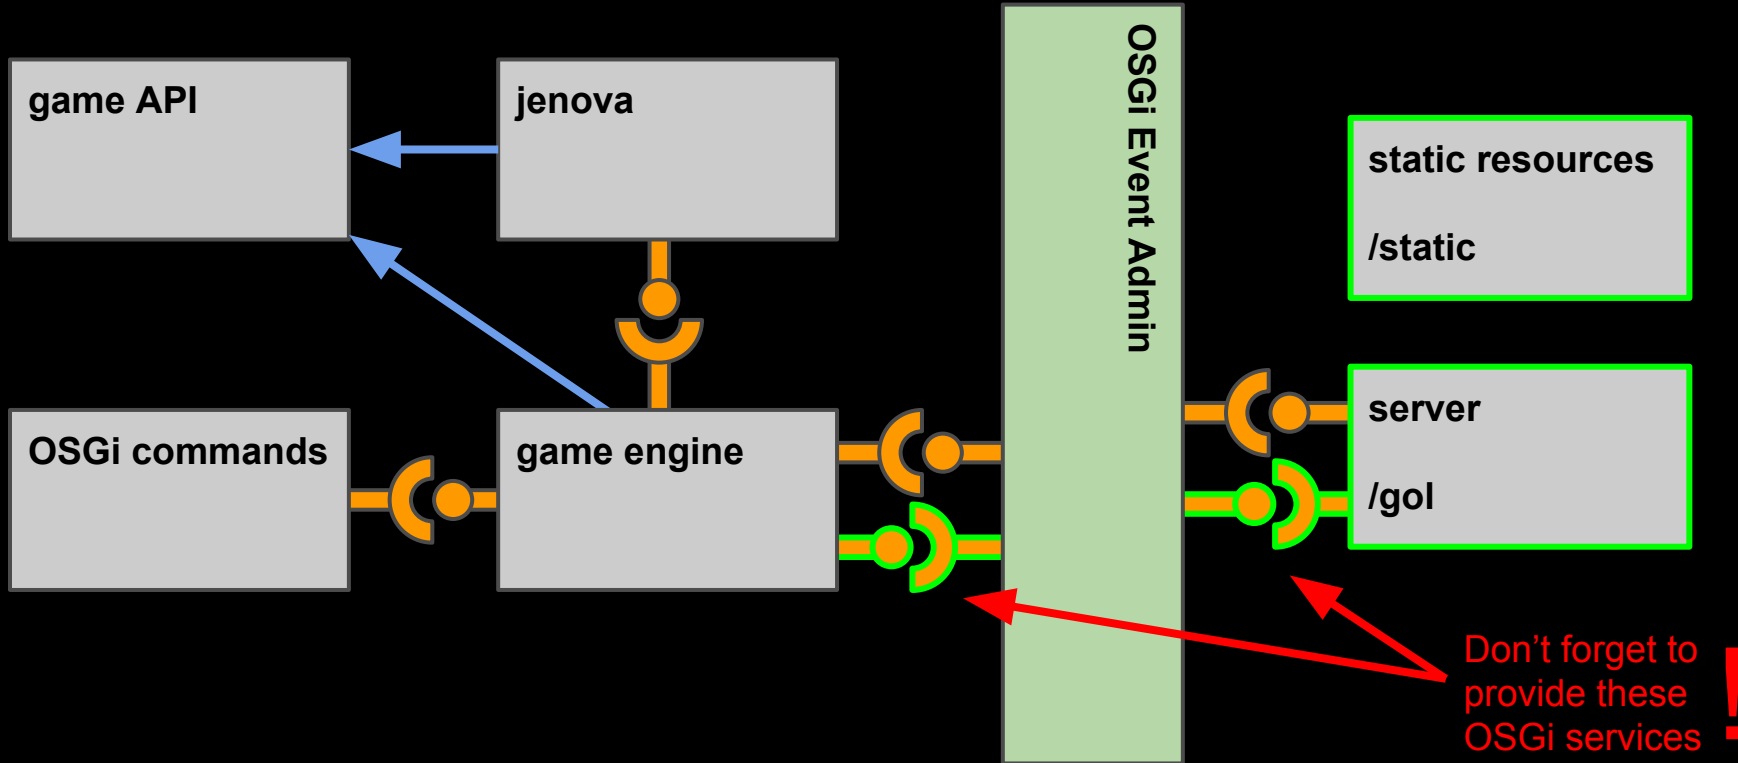 game API
jenova
OSGi Event Admin
static resources
/static
OSGi commands
game engine
server
/gol
Don’t forget to
provide these
OSGi services
!